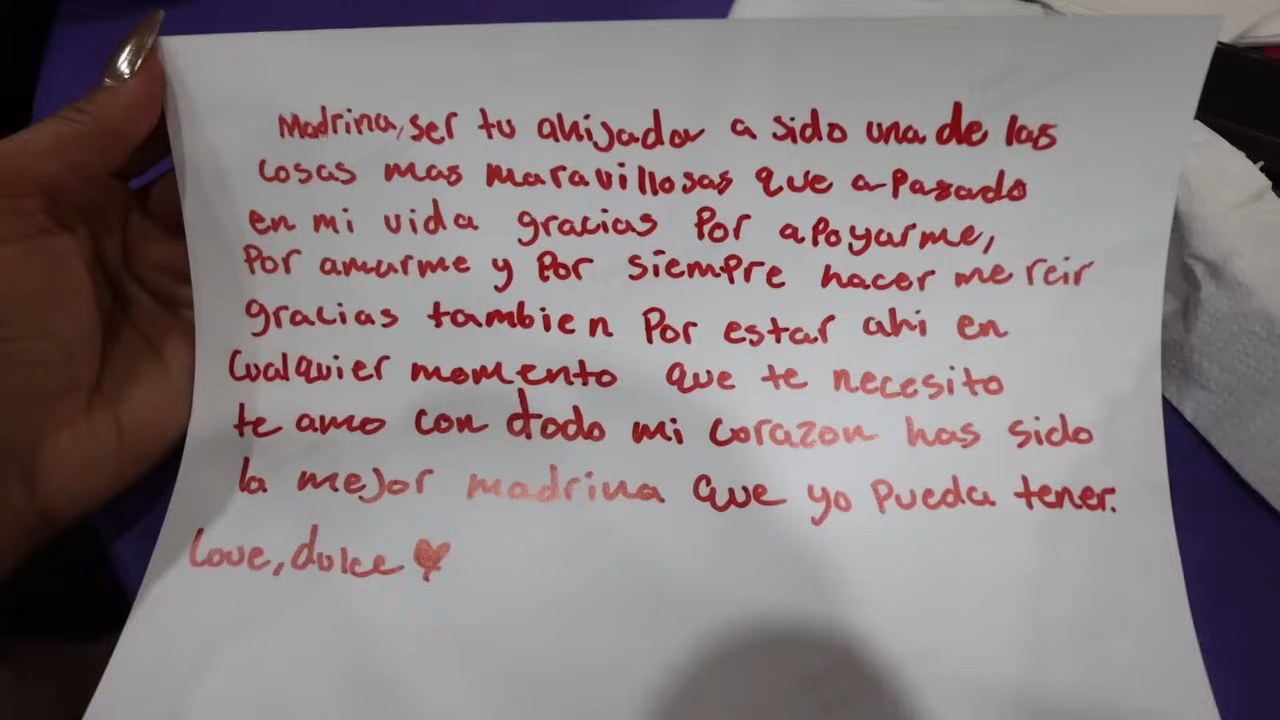 Madrina, ser tu ahijada a sido una de las
cosas mas maravillosas que a pasado
en mi vida gracias Por apoyarme,
Por amarme y Por siempre hacer me reir
gracias tambien Por estar ahi en
Cualquier momento que te necesito
te amo con todo mi corazon has sido
la mejor madrina que yo pueda tener.
Love, dulce